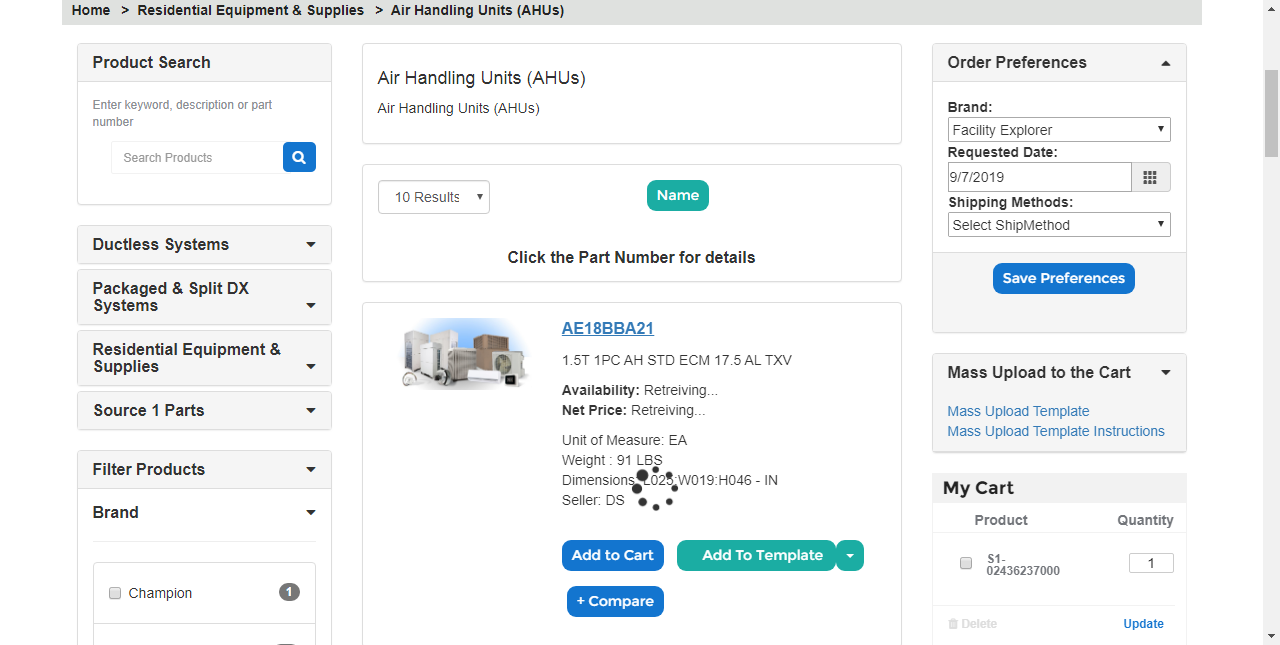 Home > Residential Equipment & Supplies > Air Handling Units (AHUs)
Product Search
Enter keyword, description or part
number
Search Products
Ductless Systems
Packaged & Split DX
Systems
Residential Equipment &
Supplies
Source 1 Parts
Filter Products
Brand
Champion
1
Air Handling Units (AHUs)
Air Handling Units (AHUs)
10 Results
Name
Click the Part Number for details
AE18BBA21
1.5T 1PC AH STD ECM 17.5 AL TXV
Availability: Retreiving...
Net Price: Retreiving...
Unit of Measure: EA
Weight : 91 LBS
Dimensions: L025:W019:H046 - IN
Seller: DS
Add to Cart
Add To Template
+ Compare
Order Preferences
Brand:
Facility Explorer
Requested Date:
9/7/2019
Shipping Methods:
Select ShipMethod
Save Preferences
Mass Upload to the Cart
Mass Upload Template
Mass Upload Template Instructions
My Cart
Product Quantity
S1-
02436237000
1
Delete Update